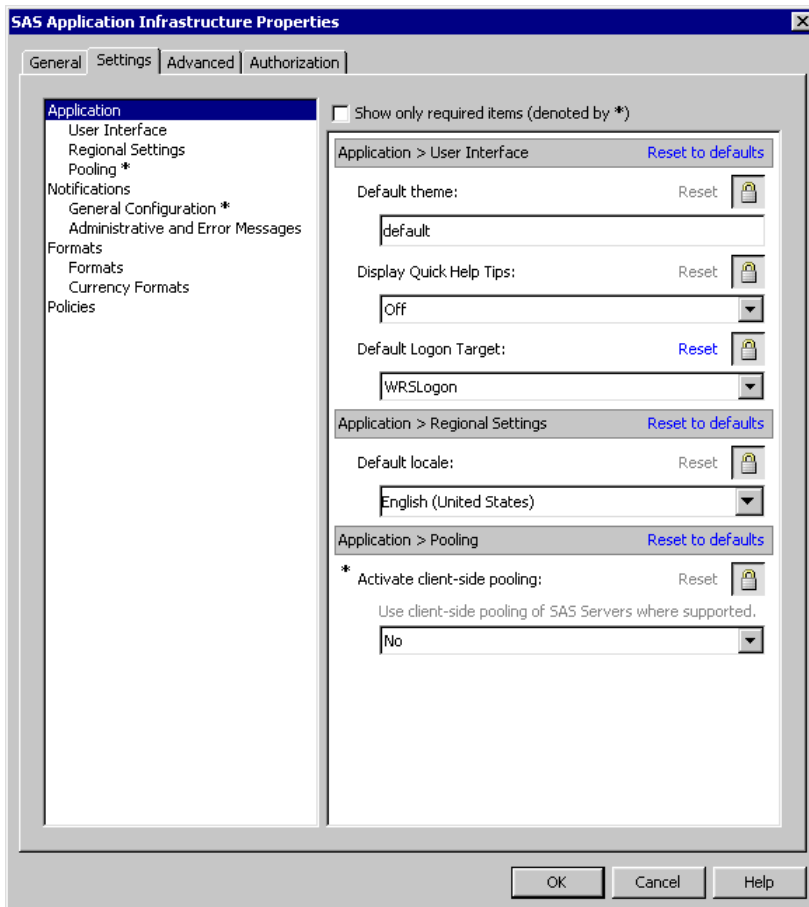 SAS Application Infrastructure Properties
General Settings Advanced Authorization
Application
User Interface
Regional Settings
Pooling *
Notifications
General Configuration *
Administrative and Error Messages
Formats
Formats
Currency Formats
Policies
Show only required items (denoted by *)
Application > User Interface Reset to defaults
Default theme: Reset
default
Display Quick Help Tips: Reset
Off
Default Logon Target: Reset
WRSLogon
Application > Regional Settings Reset to defaults
Default locale: Reset
English (United States)
Application > Pooling Reset to defaults
* Activate client-side pooling: Reset
Use client-side pooling of SAS Servers where supported.
No
OK Cancel Help